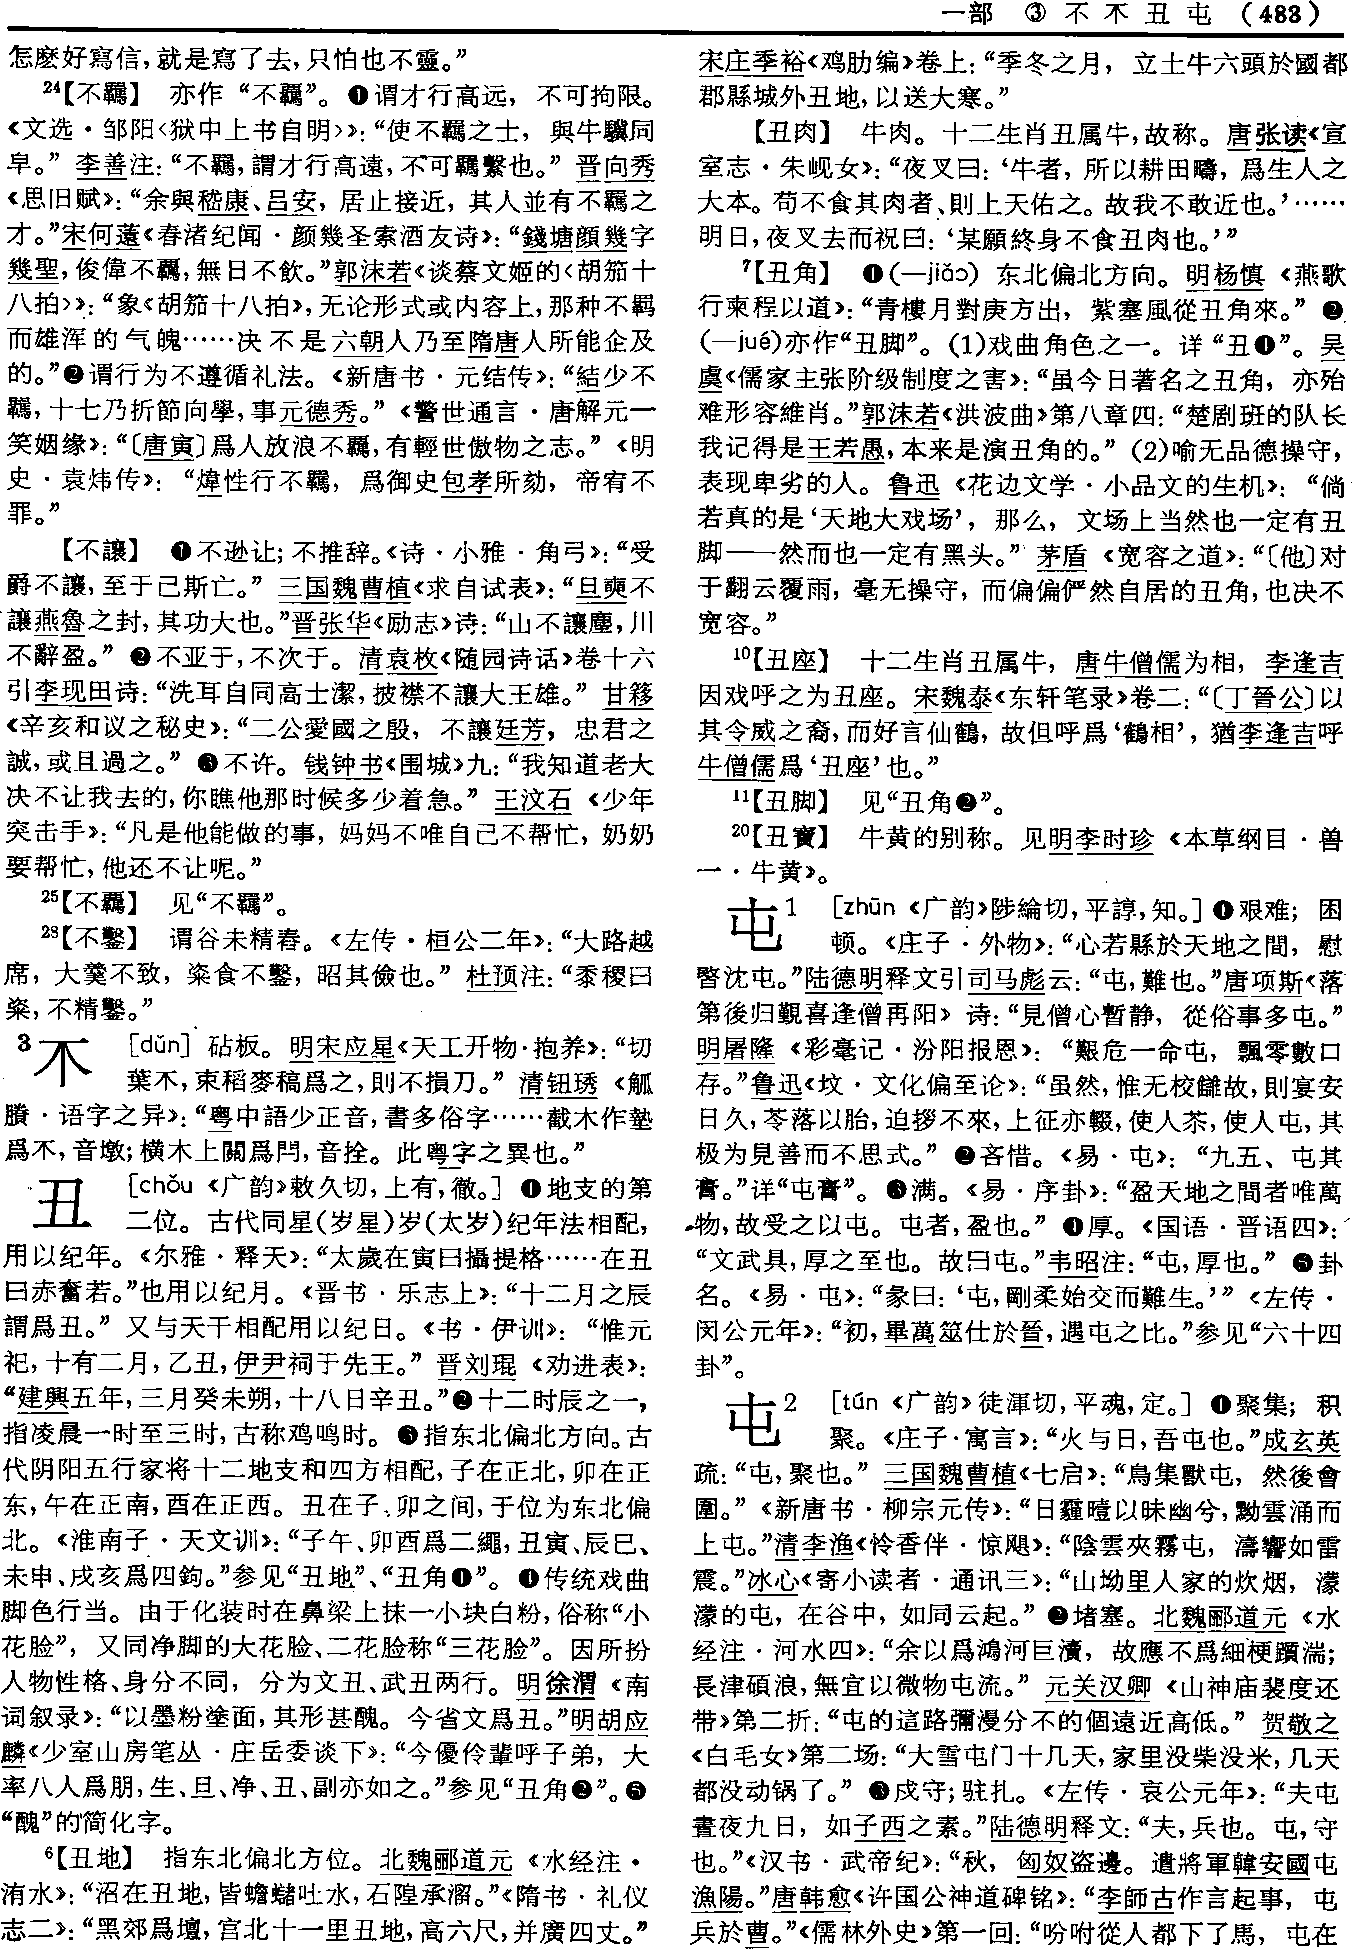 一部 ③ 不 不 丑 屯 (483)
怎麽好寫信，就是寫了去，只怕也不靈。”
²⁴【不羈】 亦作“不羇”。❶谓才行高远，不可拘限。
《文选·邹阳〈狱中上书自明〉》：“使不羈之士，與牛驥同
皁。”李善注：“不羈，謂才行高遠，不可羈繫也。”晋向秀
《思旧赋》：“余與嵇康、吕安，居止接近，其人並有不羈之
才。”宋何薳《春渚纪闻·颜幾圣索酒友诗》：“錢塘顔幾字
幾聖，俊偉不羈，無日不飲。”郭沫若《谈蔡文姬的〈胡笳十
八拍〉》：“象《胡笳十八拍》，无论形式或内容上，那种不羁
而雄浑的气魄……决不是六朝人乃至隋唐人所能企及
的。”❷谓行为不遵循礼法。《新唐书·元结传》：“結少不
羈，十七乃折節向學，事元德秀。”《警世通言·唐解元一
笑姻缘》：“〔唐寅〕爲人放浪不羈，有輕世傲物之志。”《明
史·袁炜传》：“煒性行不羈，爲御史包孝所劾，帝宥不
罪。”
【不讓】 ❶不逊让；不推辞。《诗·小雅·角弓》：“受
爵不讓，至于己斯亡。”三国魏曹植《求自试表》：“旦奭不
讓燕魯之封，其功大也。”晋张华《励志》诗：“山不讓塵，川
不辭盈。”❷不亚于，不次于。清袁枚《随园诗话》卷十六
引李现田诗：“洗耳自同高士潔，披襟不讓大王雄。”甘簃
《辛亥和议之秘史》：“二公愛國之殷，不讓廷芳，忠君之
誠，或且過之。”❸不许。钱钟书《围城》九：“我知道老大
决不让我去的，你瞧他那时候多少着急。”王汶石《少年
突击手》：“凡是他能做的事，妈妈不唯自己不帮忙，奶奶
要帮忙，他还不让呢。”
²⁵【不羇】 见“不羈”。
²⁸【不鑿】 谓谷未精舂。《左传·桓公二年》：“大路越
席，大羹不致，粢食不鑿，昭其儉也。”杜预注：“黍稷曰
粢，不精鑿。”
3 不 [dǔn] 砧板。明宋应星《天工开物·抱养》：“切
葉不，束稻麥稿爲之，則不損刀。”清钮琇《觚
賸·语字之异》：“粤中語少正音，書多俗字……截木作墊
爲不，音墩；横木上關爲閂，音拴。此粤字之異也。”
丑 [chǒu 《广韵》敕久切，上有，徹。] ❶地支的第
二位。古代同星(岁星)岁(太岁)纪年法相配，
用以纪年。《尔雅·释天》：“太歲在寅曰攝提格……在丑
曰赤奮若。”也用以纪月。《晋书·乐志上》：“十二月之辰
謂爲丑。”又与天干相配用以纪日。《书·伊训》：“惟元
祀，十有二月，乙丑，伊尹祠于先王。”晋刘琨《劝进表》：
“建興五年，三月癸未朔，十八日辛丑。”❷十二时辰之一，
指凌晨一时至三时，古称鸡鸣时。❸指东北偏北方向。古
代阴阳五行家将十二地支和四方相配，子在正北，卯在正
东，午在正南，酉在正西。丑在子、卯之间，于位为东北偏
北。《淮南子·天文训》：“子午、卯酉爲二繩，丑寅、辰巳、
未申、戌亥爲四鉤。”参见“丑地”、“丑角❶”。❹传统戏曲
脚色行当。由于化装时在鼻梁上抹一小块白粉，俗称“小
花脸”，又同净脚的大花脸、二花脸称“三花脸”。因所扮
人物性格、身分不同，分为文丑、武丑两行。明徐渭《南
词叙录》：“以墨粉塗面，其形甚醜。今省文爲丑。”明胡应
麟《少室山房笔丛·庄岳委谈下》：“今優伶輩呼子弟，大
率八人爲朋，生、旦、净、丑、副亦如之。”参见“丑角❷”。❺
“醜”的简化字。
⁶【丑地】 指东北偏北方位。北魏郦道元《水经注·
洧水》：“沼在丑地，皆蟾蠩吐水，石隍承溜。”《隋书·礼仪
志二》：“黑郊爲壇，宫北十一里丑地，高六尺，并廣四丈。”
宋庄季裕《鸡肋编》卷上：“季冬之月，立土牛六頭於國都
郡縣城外丑地，以送大寒。”
【丑肉】 牛肉。十二生肖丑属牛，故称。唐张读《宣
室志·朱岘女》：“夜叉曰：‘牛者，所以耕田疇，爲生人之
大本。苟不食其肉者，則上天佑之。故我不敢近也。’……
明日，夜叉去而祝曰：‘某願終身不食丑肉也。’”
⁷【丑角】 ❶(—jiǎo) 东北偏北方向。明杨慎《燕歌
行柬程以道》：“青樓月對庚方出，紫塞風從丑角來。”❷
(—jué)亦作“丑脚”。(1)戏曲角色之一。详“丑❶”。吴
虞《儒家主张阶级制度之害》：“虽今日著名之丑角，亦殆
难形容維肖。”郭沫若《洪波曲》第八章四：“楚剧班的队长
我记得是王若愚，本来是演丑角的。”(2)喻无品德操守，
表现卑劣的人。鲁迅《花边文学·小品文的生机》：“倘
若真的是‘天地大戏场’，那么，文场上当然也一定有丑
脚——然而也一定有黑头。”茅盾《宽容之道》：“〔他〕对
于翻云覆雨，毫无操守，而偏偏俨然自居的丑角，也决不
宽容。”
¹⁰【丑座】 十二生肖丑属牛，唐牛僧儒为相，李逢吉
因戏呼之为丑座。宋魏泰《东轩笔录》卷二：“〔丁晉公〕以
其令威之裔，而好言仙鶴，故但呼爲‘鶴相’，猶李逢吉呼
牛僧儒爲‘丑座’也。”
¹¹【丑脚】 见“丑角❷”。
²⁰【丑寶】 牛黄的别称。见明李时珍《本草纲目·兽
一·牛黄》。
屯1 [zhūn 《广韵》陟綸切，平諄，知。] ❶艰难；困
顿。《庄子·外物》：“心若縣於天地之間，慰
暋沈屯。”陆德明释文引司马彪云：“屯，難也。”唐项斯《落
第後归觐喜逢僧再阳》诗：“見僧心暫静，從俗事多屯。”
明屠隆《彩毫记·汾阳报恩》：“艱危一命屯，飄零數口
存。”鲁迅《坟·文化偏至论》：“虽然，惟无校讎故，則宴安
日久，苓落以胎，迫拶不來，上征亦輟，使人苶，使人屯，其
极为見善而不思式。”❷吝惜。《易·屯》：“九五、屯其
膏。”详“屯膏”。❸满。《易·序卦》：“盈天地之間者唯萬
物，故受之以屯。屯者，盈也。”❹厚。《国语·晋语四》：
“文武具，厚之至也。故曰屯。”韦昭注：“屯，厚也。”❺卦
名。《易·屯》：“彖曰：‘屯，剛柔始交而難生。’”《左传·
闵公元年》：“初，畢萬筮仕於晉，遇屯之比。”参见“六十四
卦”。
屯2 [tún 《广韵》徒渾切，平魂，定。] ❶聚集；积
聚。《庄子·寓言》：“火与日，吾屯也。”成玄英
疏：“屯，聚也。”三国魏曹植《七启》：“鳥集獸屯，然後會
圍。”《新唐书·柳宗元传》：“日霾曀以昧幽兮，黝雲涌而
上屯。”清李渔《怜香伴·惊飓》：“陰雲夾霧屯，濤響如雷
震。”冰心《寄小读者·通讯三》：“山坳里人家的炊烟，濛
濛的屯，在谷中，如同云起。”❷堵塞。北魏郦道元《水
经注·河水四》：“余以爲鴻河巨瀆，故應不爲細梗躓湍；
長津碩浪，無宜以微物屯流。”元关汉卿《山神庙裴度还
带》第二折：“屯的這路彌漫分不的個遠近高低。”贺敬之
《白毛女》第二场：“大雪屯门十几天，家里没柴没米，几天
都没动锅了。”❸戍守；驻扎。《左传·哀公元年》：“夫屯
晝夜九日，如子西之素。”陆德明释文：“夫，兵也。屯，守
也。”《汉书·武帝纪》：“秋，匈奴盜邊。遣將軍韓安國屯
漁陽。”唐韩愈《许国公神道碑铭》：“李師古作言起事，屯
兵於曹。”《儒林外史》第一回：“吩咐從人都下了馬，屯在